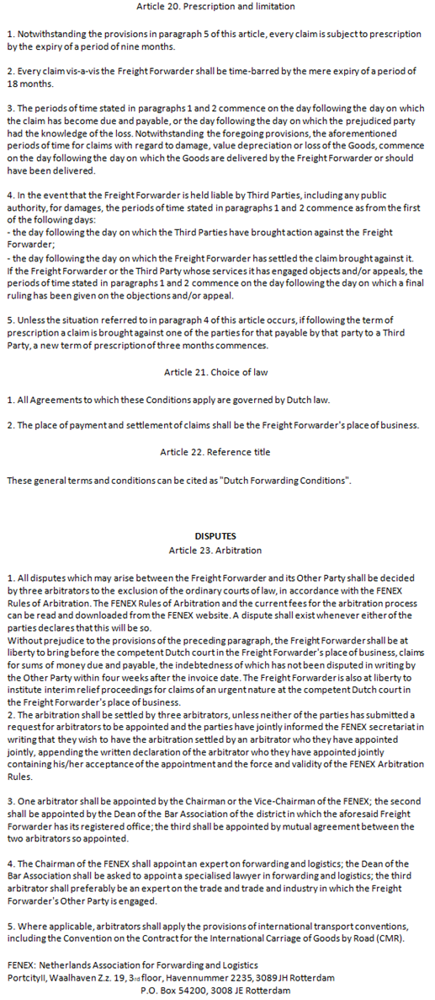 Article 20. Prescription and limitation
1. Notwithstanding the provisions in paragraph 5 of this article, every claim is subject to prescription
by the expiry of a period of nine months.
2. Every claim vis-a-vis the Freight Forwarder shall be time-barred by the mere expiry of a period of
18 months.
3. The periods of time stated in paragraphs 1 and 2 commence on the day following the day on which
the claim has become due and payable, or the day following the day on which the prejudiced party
had the knowledge of the loss. Notwithstanding the foregoing provisions, the aforementioned
periods of time for claims with regard to damage, value depreciation or loss of the Goods, commence
on the day following the day on which the Goods are delivered by the Freight Forwarder or should
have been delivered.
4. In the event that the Freight Forwarder is held liable by Third Parties, including any public
authority, for damages, the periods of time stated in paragraphs 1 and 2 commence as from the first
of the following days:
- the day following the day on which the Third Parties have brought action against the Freight
Forwarder;
- the day following the day on which the Freight Forwarder has settled the claim brought against it.
If the Freight Forwarder or the Third Party whose services it has engaged objects and/or appeals, the
periods of time stated in paragraphs 1 and 2 commence on the day following the day on which a final
ruling has been given on the objections and/or appeal.
5. Unless the situation referred to in paragraph 4 of this article occurs, if following the term of
prescription a claim is brought against one of the parties for that payable by that party to a Third
Party, a new term of prescription of three months commences.
Article 21. Choice of law
1. All Agreements to which these Conditions apply are governed by Dutch law.
2. The place of payment and settlement of claims shall be the Freight Forwarder's place of business.
Article 22. Reference title
These general terms and conditions can be cited as "Dutch Forwarding Conditions".
DISPUTES
Article 23. Arbitration
1. All disputes which may arise between the Freight Forwarder and its Other Party shall be decided
by three arbitrators to the exclusion of the ordinary courts of law, in accordance with the FENEX
Rules of Arbitration. The FENEX Rules of Arbitration and the current fees for the arbitration process
can be read and downloaded from the FENEX website. A dispute shall exist whenever either of the
parties declares that this will be so.
Without prejudice to the provisions of the preceding paragraph, the Freight Forwarder shall be at
liberty to bring before the competent Dutch court in the Freight Forwarder's place of business, claims
for sums of money due and payable, the indebtedness of which has not been disputed in writing by
the Other Party within four weeks after the invoice date. The Freight Forwarder is also at liberty to
institute interim relief proceedings for claims of an urgent nature at the competent Dutch court in
the Freight Forwarder's place of business.
2. The arbitration shall be settled by three arbitrators, unless neither of the parties has submitted a
request for arbitrators to be appointed and the parties have jointly informed the FENEX secretariat in
writing that they wish to have the arbitration settled by an arbitrator who they have appointed
jointly, appending the written declaration of the arbitrator who they have appointed jointly
containing his/her acceptance of the appointment and the force and validity of the FENEX Arbitration
Rules.
3. One arbitrator shall be appointed by the Chairman or the Vice-Chairman of the FENEX; the second
shall be appointed by the Dean of the Bar Association of the district in which the aforesaid Freight
Forwarder has its registered office; the third shall be appointed by mutual agreement between the
two arbitrators so appointed.
4. The Chairman of the FENEX shall appoint an expert on forwarding and logistics; the Dean of the
Bar Association shall be asked to appoint a specialised lawyer in forwarding and logistics; the third
arbitrator shall preferably be an expert on the trade and trade and industry in which the Freight
Forwarder's Other Party is engaged.
5. Where applicable, arbitrators shall apply the provisions of international transport conventions,
including the Convention on the Contract for the International Carriage of Goods by Road (CMR).
FENEX: Netherlands Association for Forwarding and Logistics
PortcityII, Waalhaven Z.z. 19, 3rd floor, Havennummer 2235, 3089JH Rotterdam
P.O. Box 54200, 3008 JE Rotterdam